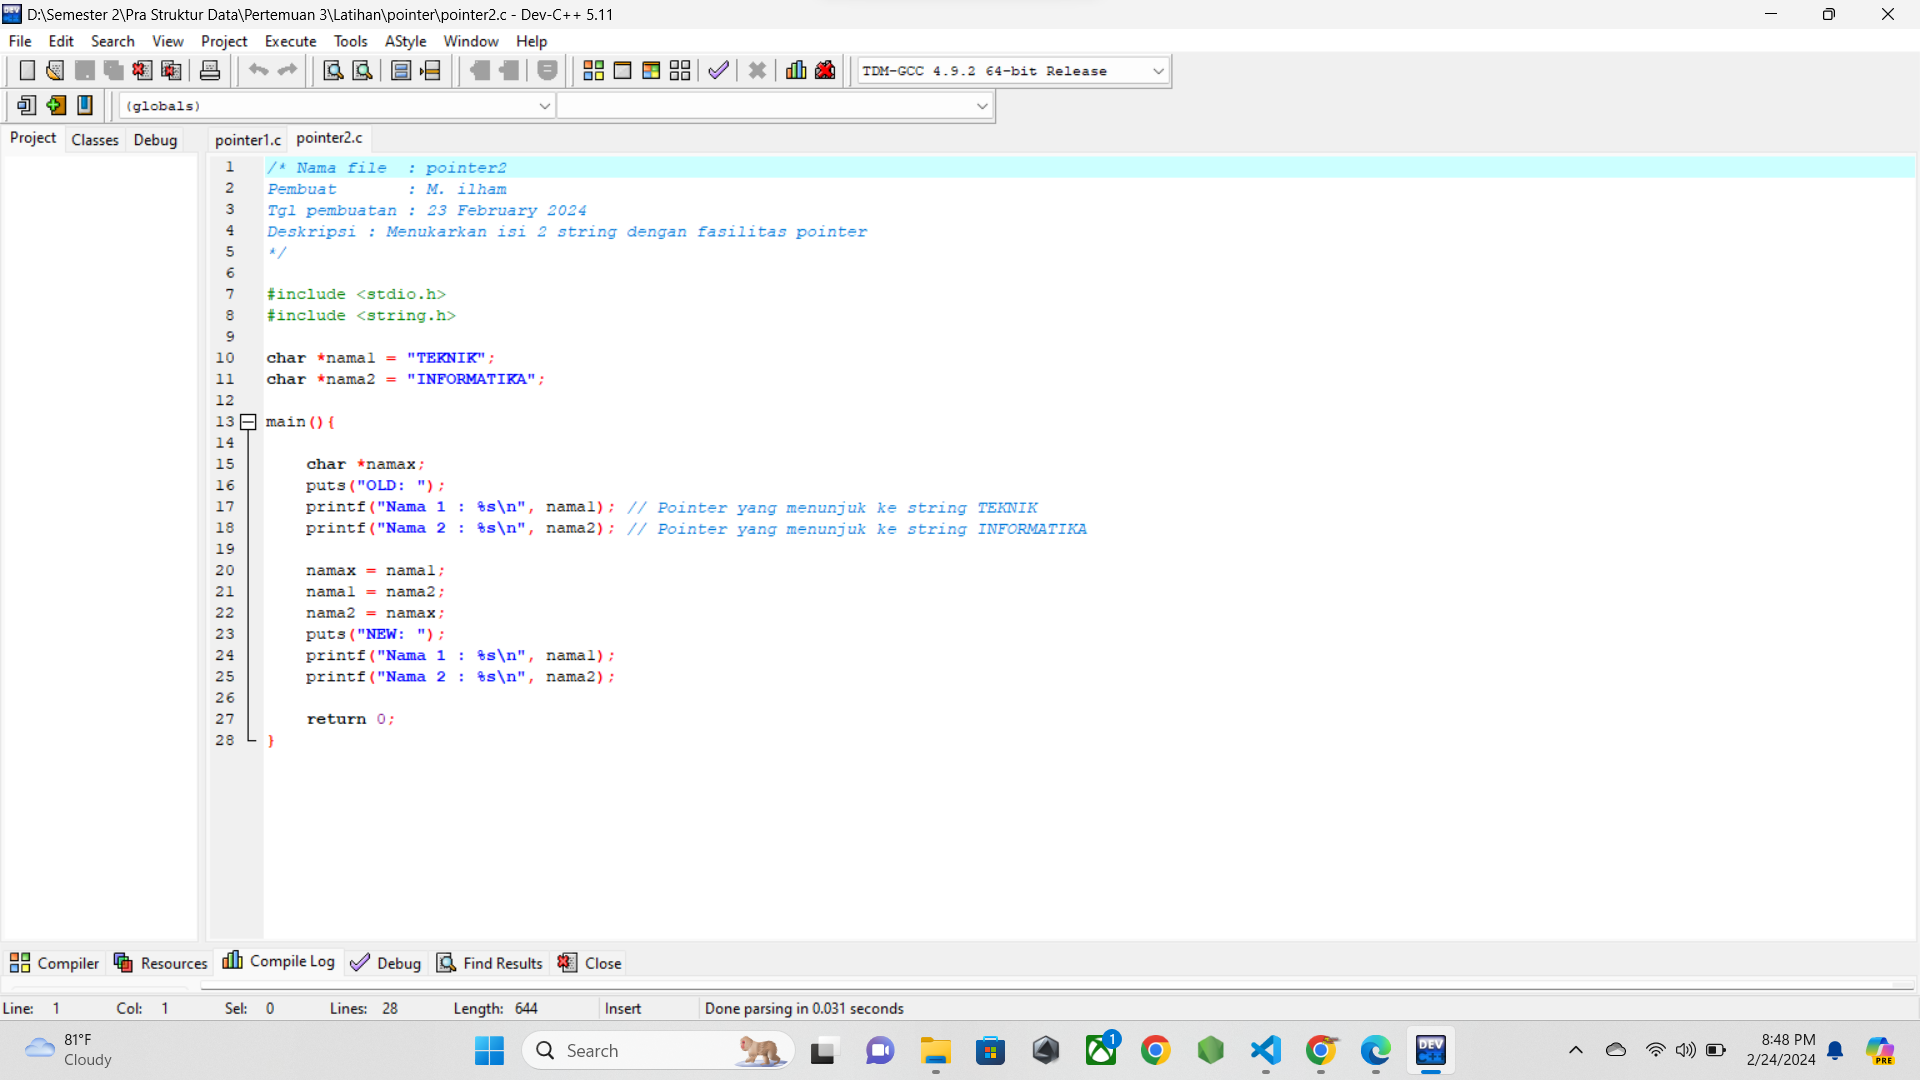 D:\Semester 2\Pra Struktur Data\Pertemuan 3\Latihan\pointer\pointer2.c - Dev-C++ 5.11
File Edit Search View Project Execute Tools AStyle Window Help
TDM-GCC 4.9.2 64-bit Release
(globals)
Project Classes Debug pointer1.c pointer2.c
1 /* Nama file : pointer2
2 Pembuat : M. ilham
3 Tgl pembuatan : 23 February 2024
4 Deskripsi : Menukarkan isi 2 string dengan fasilitas pointer
5 */
6
7 #include <stdio.h>
8 #include <string.h>
9
10 char *nama1 = "TEKNIK";
11 char *nama2 = "INFORMATIKA";
12
13 main(){
14
15 char *namax;
16 puts("OLD: ");
17 printf("Nama 1 : %s\n", nama1); // Pointer yang menunjuk ke string TEKNIK
18 printf("Nama 2 : %s\n", nama2); // Pointer yang menunjuk ke string INFORMATIKA
19
20 namax = nama1;
21 nama1 = nama2;
22 nama2 = namax;
23 puts("NEW: ");
24 printf("Nama 1 : %s\n", nama1);
25 printf("Nama 2 : %s\n", nama2);
26
27 return 0;
28 }
Compiler Resources Compile Log Debug Find Results Close
Line: 1 Col: 1 Sel: 0 Lines: 28 Length: 644 Insert Done parsing in 0.031 seconds
81°F
Cloudy
Search
1
DEV
C++
8:48 PM
2/24/2024
PRE